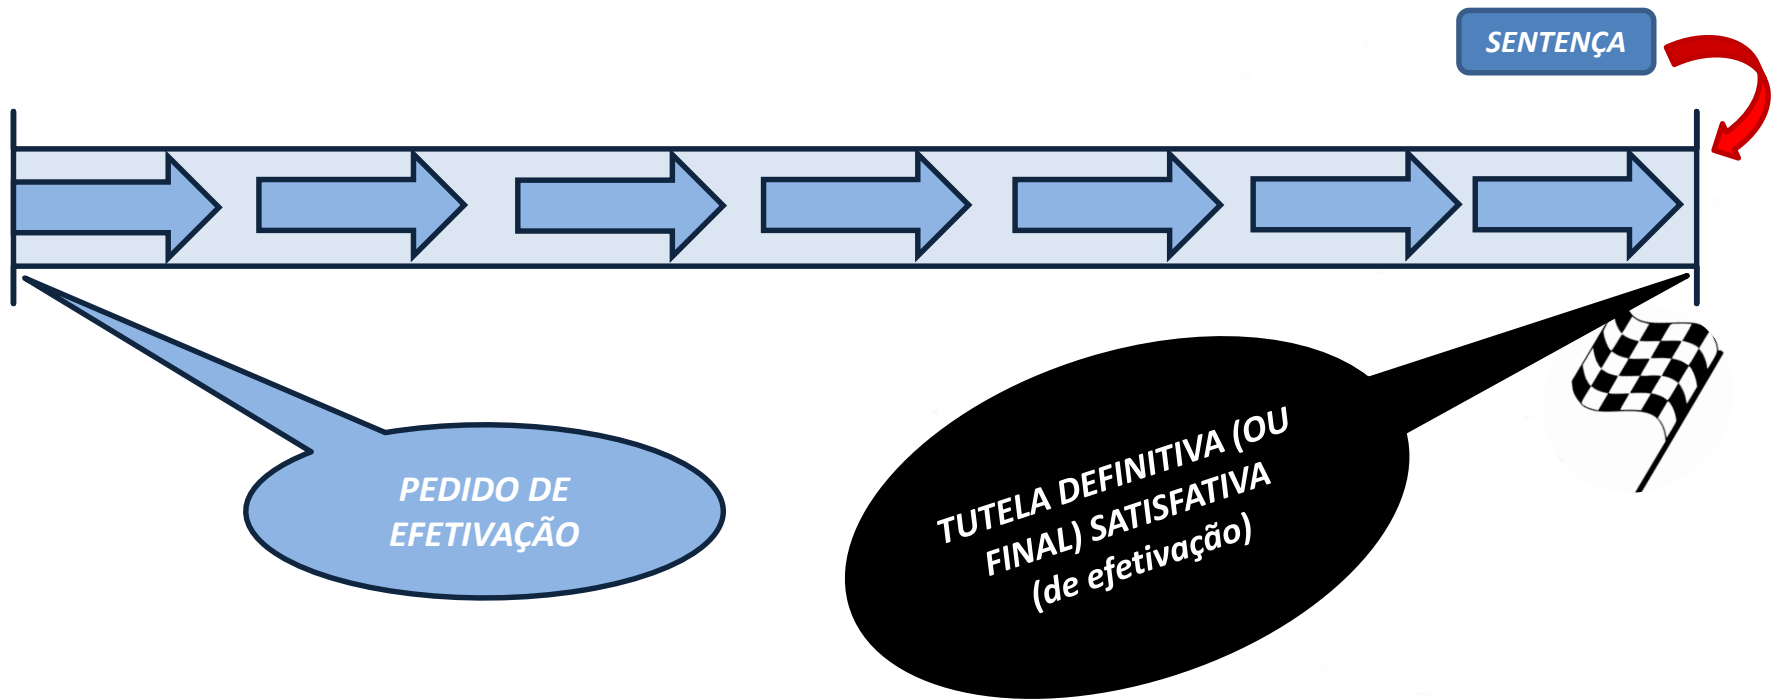 SENTENÇA
PEDIDO DE
EFETIVAÇÃO
TUTELA DEFINITIVA (OU
FINAL) SATISFATIVA
(de efetivação)